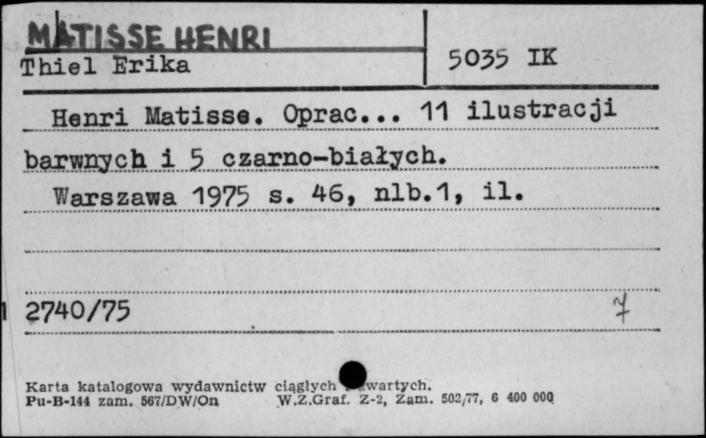 MATISSE HENRI
Thiel Erika
5035 IK
Henri Matisse. Oprac... 11 ilustracji
barwnych i 5 czarno-białych.
Warszawa 1975 s. 46, nlb.1, il.
2740/75
7
Karta katalogowa wydawnictw ciągłych wartych.
Pu-B-144 zam. 567/DW/On W.Z.Graf. Z-2, Zam. 502/77, 6 400 000